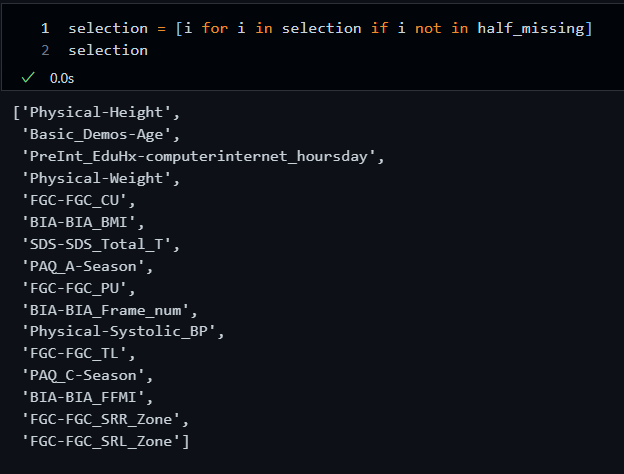 1 selection = [i for i in selection if i not in half_missing]
2 selection
0.0s
['Physical-Height',
'Basic_Demos-Age',
'PreInt_EduHx-computerinternet_hoursday',
'Physical-Weight',
'FGC-FGC_CU',
'BIA-BIA_BMI',
'SDS-SDS_Total_T',
'PAQ_A-Season',
'FGC-FGC_PU',
'BIA-BIA_Frame_num',
'Physical-Systolic_BP',
'FGC-FGC_TL',
'PAQ_C-Season',
'BIA-BIA_FFMI',
'FGC-FGC_SRR_Zone',
'FGC-FGC_SRL_Zone']